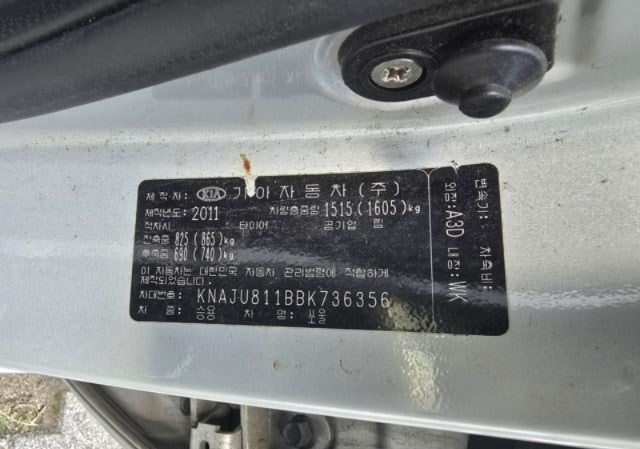 제 작 자: KIA 기아자동차(주)
제작년도: 2011 차량총중량 1515(1605)kg
적차시 타이어 공기압 림
전축중 825(865)kg
후축중 690(740)kg
이 자동차는 대한민국 자동차 관리법령에 적합하게
제작되었습니다.
차대번호: KNAJU811BBK736356
차 종: 승용 차 명: 쏘울
외장: A3D 내장: WK
변속기: 차축비: